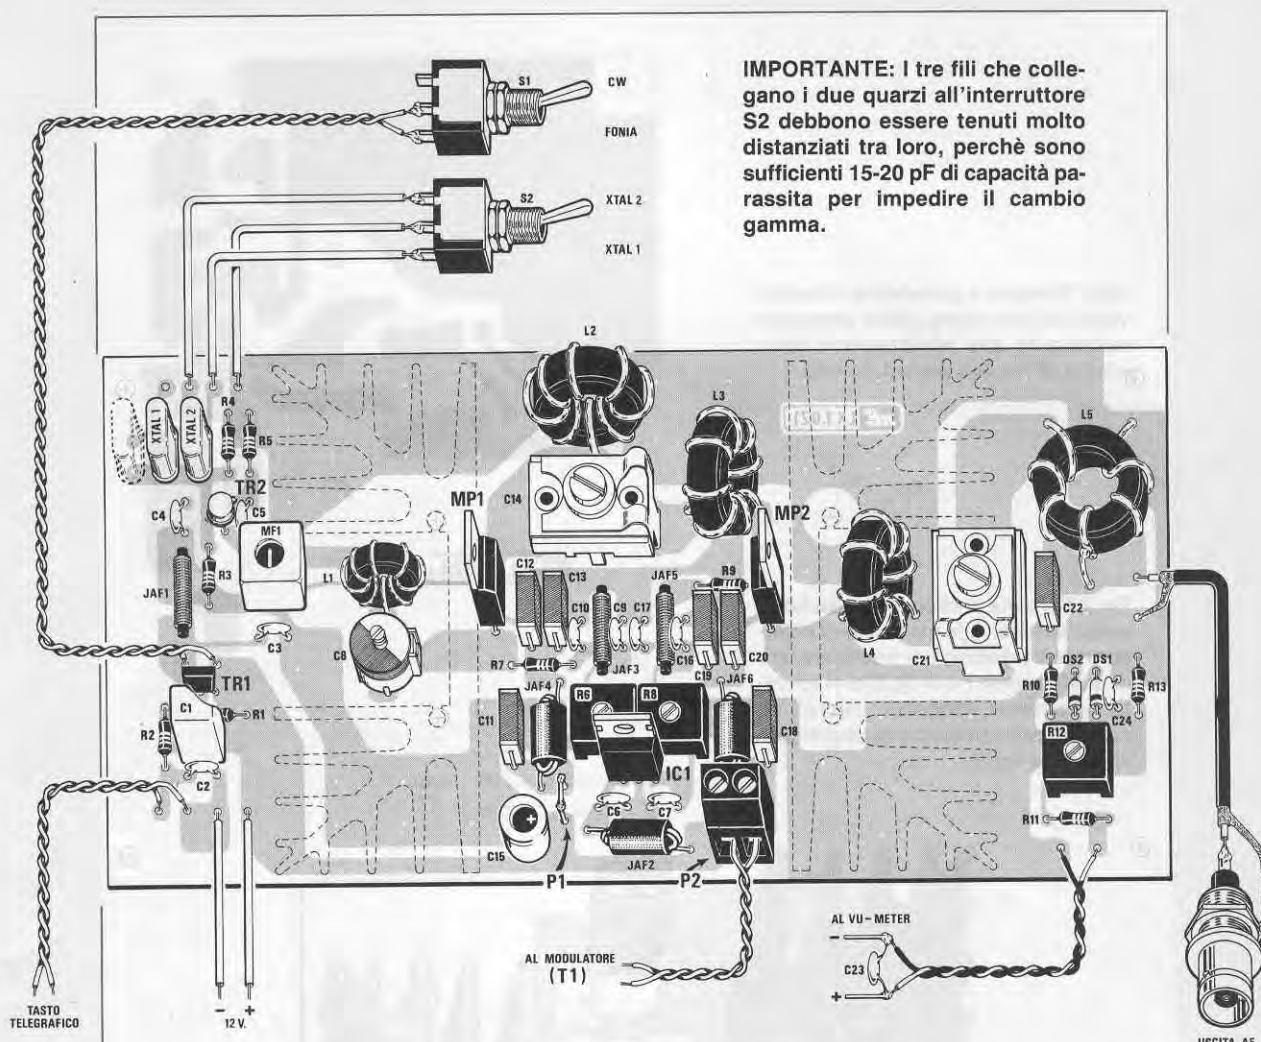 S1
CW
FONIA
S2
XTAL 2
XTAL 1
IMPORTANTE: I tre fili che colle-
gano i due quarzi all'interruttore
S2 debbono essere tenuti molto
distanziati tra loro, perchè sono
sufficienti 15-20 pF di capacità pa-
rassita per impedire il cambio
gamma.
L2
L3
L5
XTAL 1
XTAL 2
R4
R5
TR2
C4
C5
MF1
R3
JAF1
L1
C3
C8
MP1
C14
MP2
C12
C13
C10
JAF3
C9
C17
JAF5
C16
R9
C19
C20
R7
L4
C21
C22
TR1
C1
R1
R2
C2
C11
JAF4
R6
R8
JAF6
C18
IC1
C6
C7
JAF2
C15
P1
P2
R10
DS2
DS1
R13
C24
R12
R11
TASTO
TELEGRAFICO
- +
12 V.
AL MODULATORE
(T1)
AL VU-METER
-
C23
+
USCITA AF